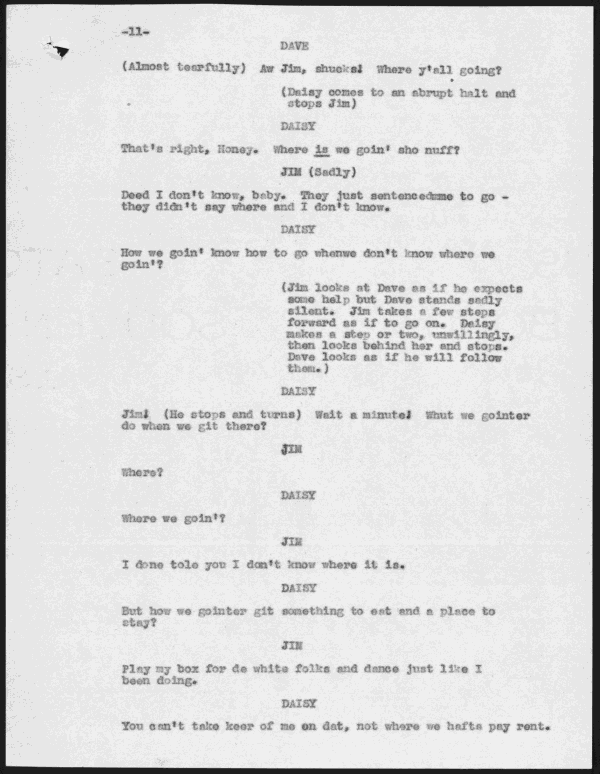 -11-
DAVE
(Almost tearfully) Aw Jim, shucks! Where y'all going?
(Daisy comes to an abrupt halt and
stops Jim)
DAISY
That's right, Honey. Where is we goin' sho nuff?
JIM (Sadly)
Deed I don't know, baby. They just sentencedmme to go -
they didn't say where and I don't know.
DAISY
How we goin' know how to go whenwe don't know where we
goin'?
(Jim looks at Dave as if he expects
some help but Dave stands sadly
silent. Jim takes a few steps
forward as if to go on. Daisy
makes a step or two, unwillingly,
then looks behind her and stops.
Dave looks as if he will follow
them.)
DAISY
Jim! (He stops and turns) Wait a minute! Whut we gointer
do when we git there?
JIM
Where?
DAISY
Where we goin'?
JIM
I done tole you I don't know where it is.
DAISY
But how we gointer git something to eat and a place to
stay?
JIM
Play my box for de white folks and dance just like I
been doing.
DAISY
You can't take keer of me on dat, not where we hafta pay rent.